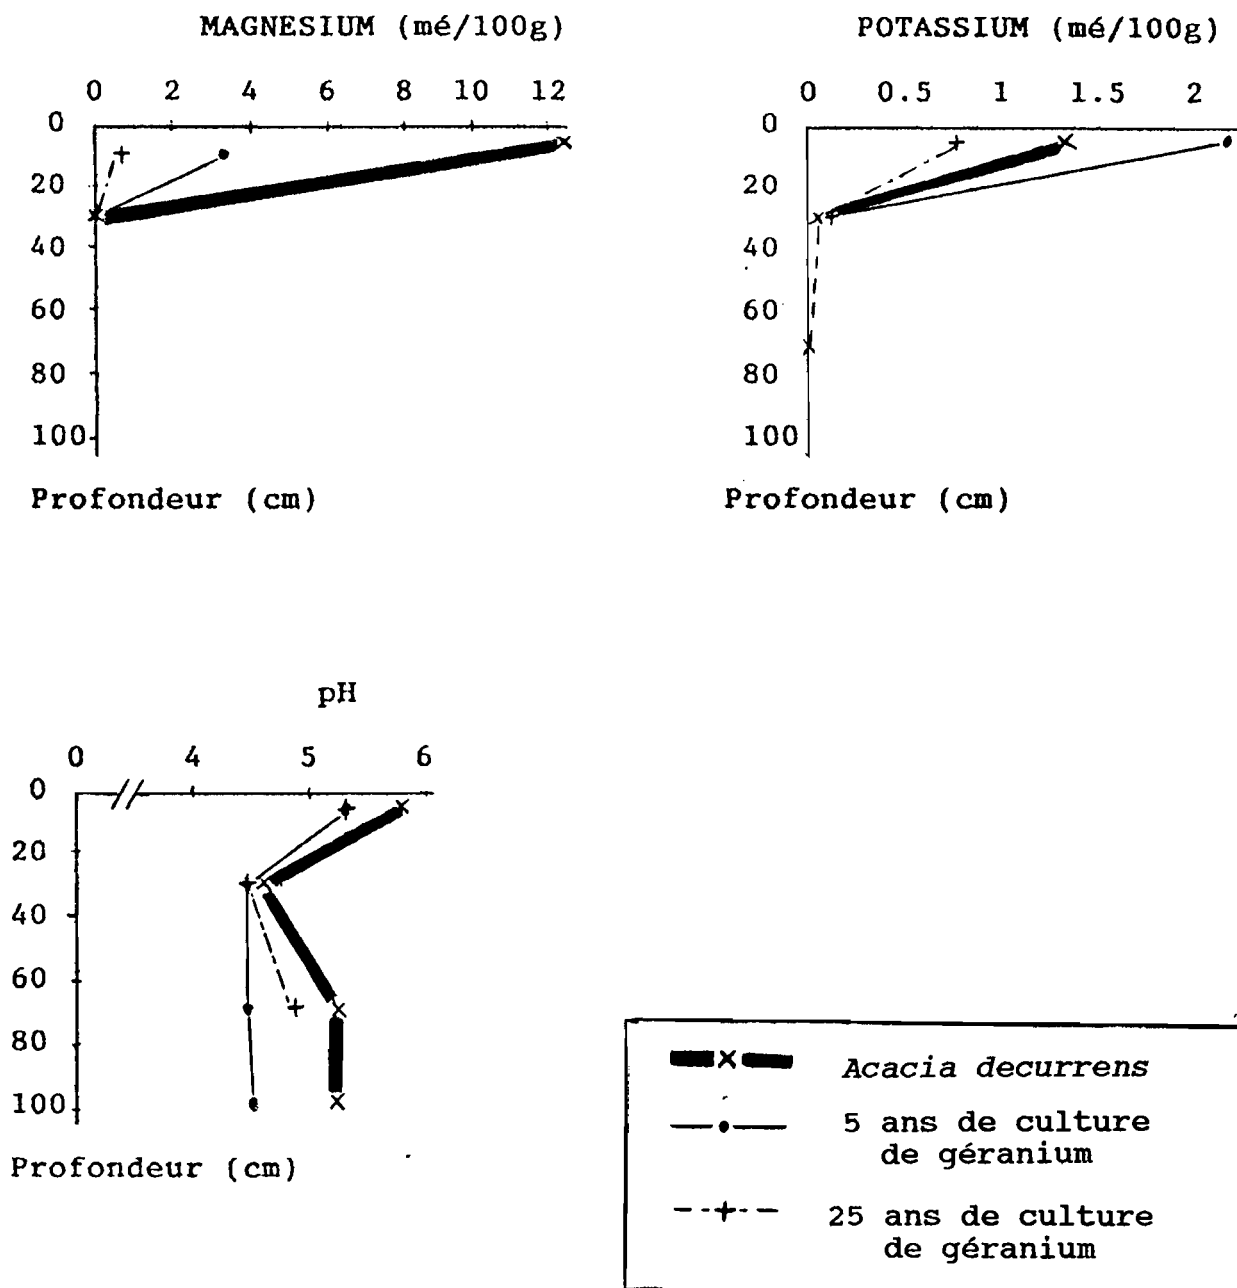 MAGNESIUM (mé/100g)
0 2 4 6 8 10 12
0
20
40
60
80
100
Profondeur (cm)
POTASSIUM (mé/100g)
0 0.5 1 1.5 2
0
20
40
60
80
100
Profondeur (cm)
pH
0 4 5 6
0
20
40
60
80
100
Profondeur (cm)
Acacia decurrens
5 ans de culture
de géranium
25 ans de culture
de géranium